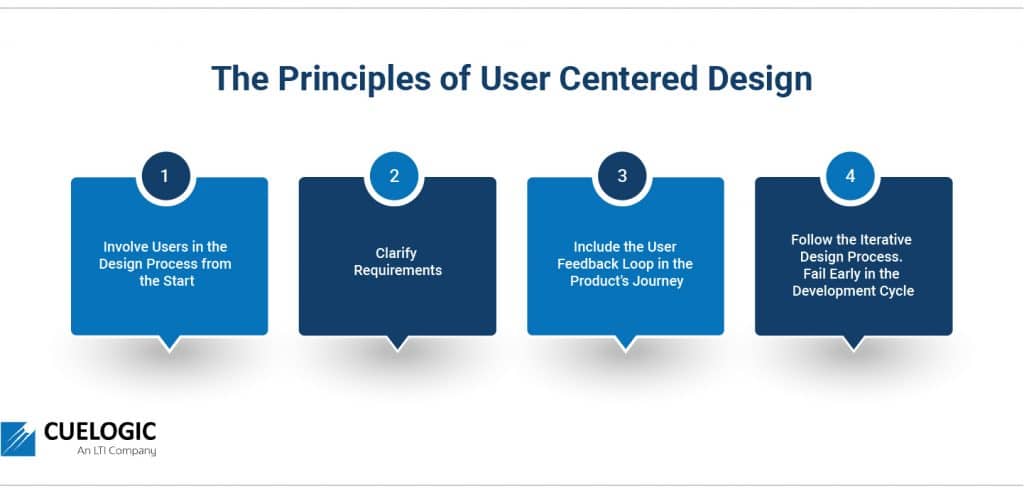 The Principles of User Centered Design
1
Involve Users in the
Design Process from
the Start
2
Clarify
Requirements
3
Include the User
Feedback Loop in the
Product's Journey
4
Follow the Iterative
Design Process.
Fail Early in the
Development Cycle
CUELOGIC
An LTI Company